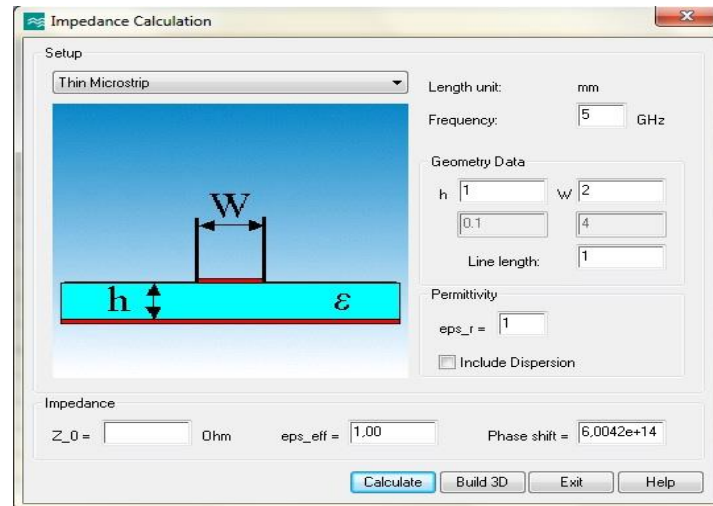 Impedance Calculation
Setup
Thin Microstrip
Length unit: mm
Frequency: 5 GHz
Geometry Data
h 1 W 2
0.1 4
Line length: 1
W
h ε
Permittivity
eps_r = 1
Include Dispersion
Impedance
Z_0 = Ohm eps_eff = 1,00 Phase shift = 6,0042e+14
Calculate Build 3D Exit Help